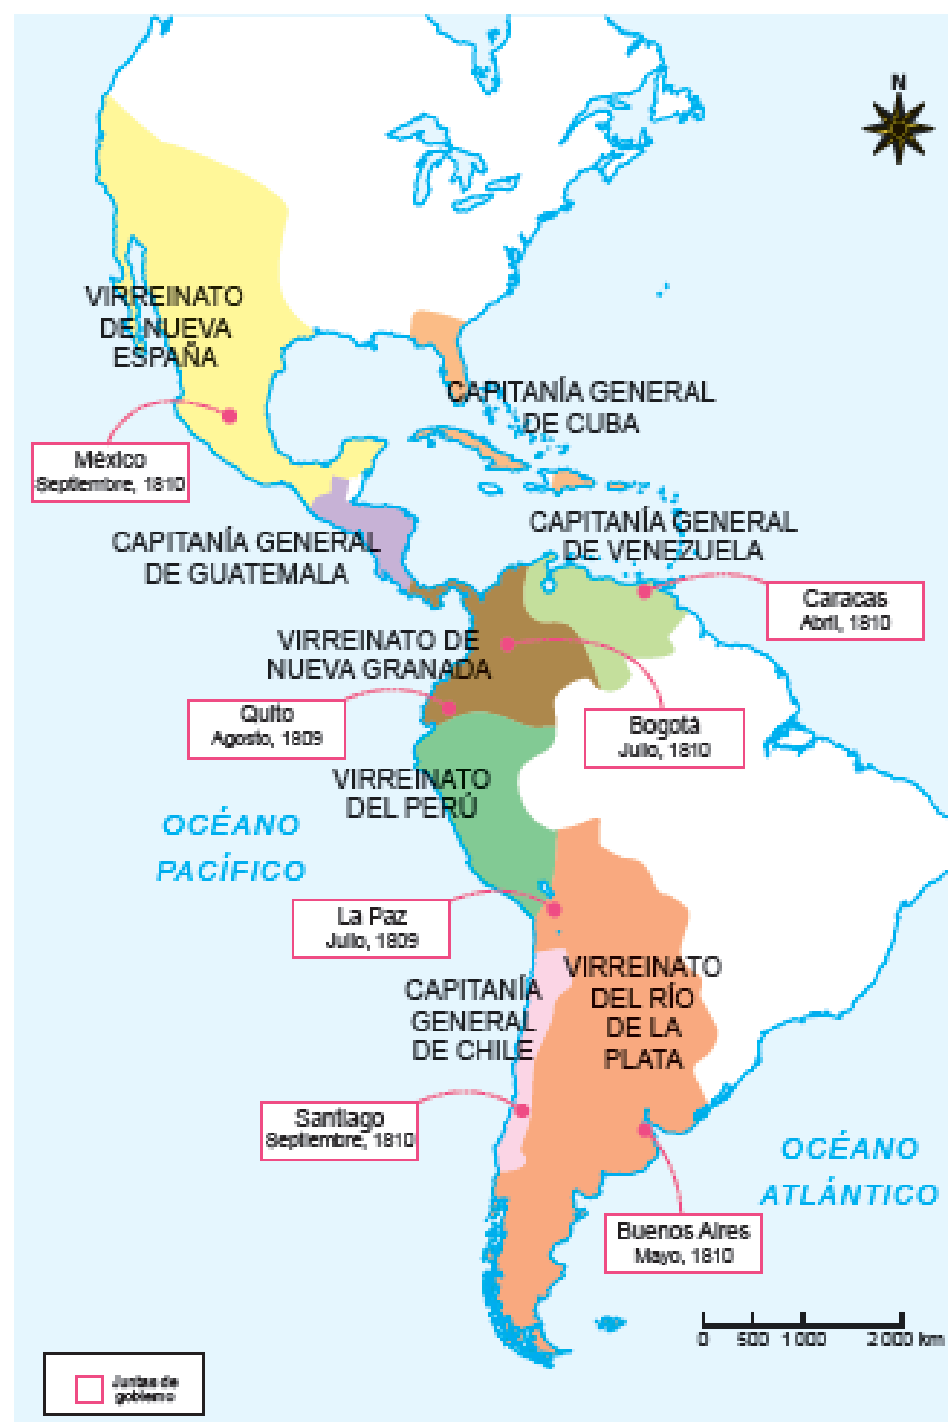 N
VIRREINATO
DE NUEVA
ESPAÑA
CAPITANÍA GENERAL
DE CUBA
México
Septiembre, 1810
CAPITANÍA GENERAL
DE VENEZUELA
CAPITANÍA GENERAL
DE GUATEMALA
Caracas
Abril, 1810
VIRREINATO DE
NUEVA GRANADA
Quito
Agosto, 1809
Bogotá
Julio, 1810
VIRREINATO
DEL PERÚ
OCÉANO
PACÍFICO
La Paz
Julio, 1809
VIRREINATO
DEL RÍO
DE LA
PLATA
CAPITANÍA
GENERAL
DE CHILE
Santiago
Septiembre, 1810
OCÉANO
ATLÁNTICO
Buenos Aires
Mayo, 1810
0 500 1 000 2 000 km
Juntas de
gobierno